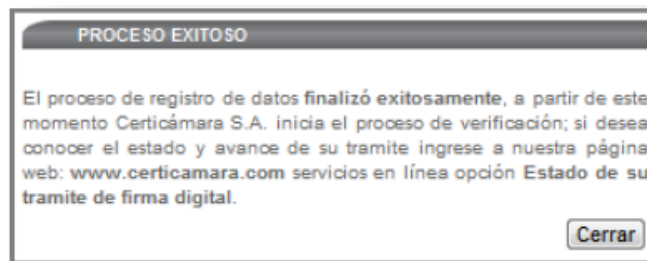 PROCESO EXITOSO
El proceso de registro de datos finalizó exitosamente, a partir de este
momento Certicámara S.A. inicia el proceso de verificación; si desea
conocer el estado y avance de su tramite ingrese a nuestra página
web: www.certicamara.com servicios en línea opción Estado de su
tramite de firma digital.
Cerrar